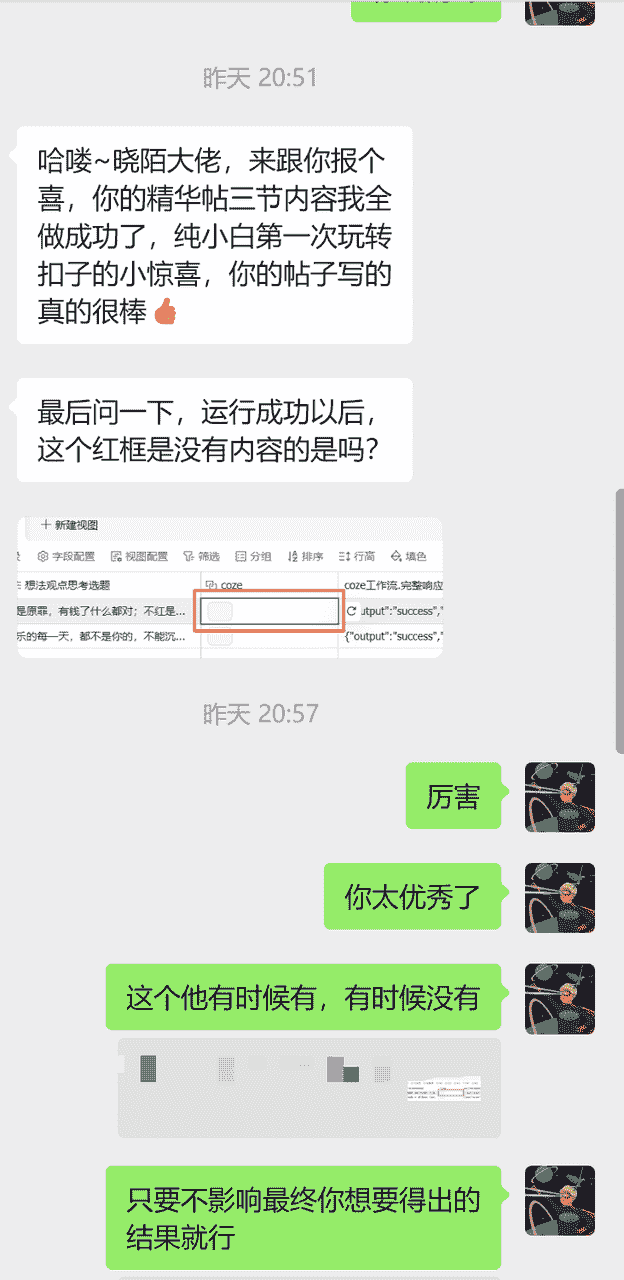 昨天 20:51
哈喽~晓陌大佬，来跟你报个
喜，你的精华帖三节内容我全
做成功了，纯小白第一次玩转
扣子的小惊喜，你的帖子写的
真的很棒👍
最后问一下，运行成功以后，
这个红框是没有内容的是吗？
+ 新建视图
字段配置 视图配置 筛选 分组 排序 行高 填色
想法观点思考选题 coze coze工作流.完整响应
是原罪，有钱了什么都对；不红是... utput":"success","
乐的每一天，都不是你的，不能沉... {"output":"success","
昨天 20:57
厉害
你太优秀了
这个他有时候有，有时候没有
只要不影响最终你想要得出的
结果就行